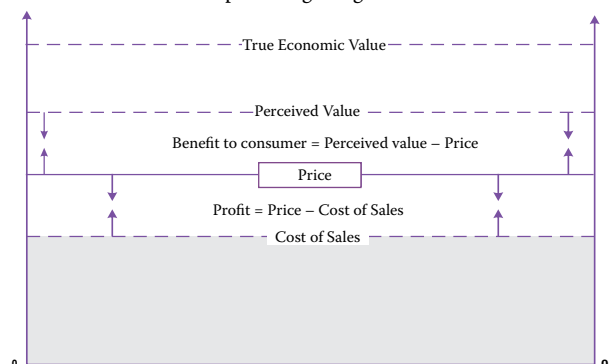 True Economic Value
Perceived Value
Benefit to consumer = Perceived value – Price
Price
Profit = Price – Cost of Sales
Cost of Sales